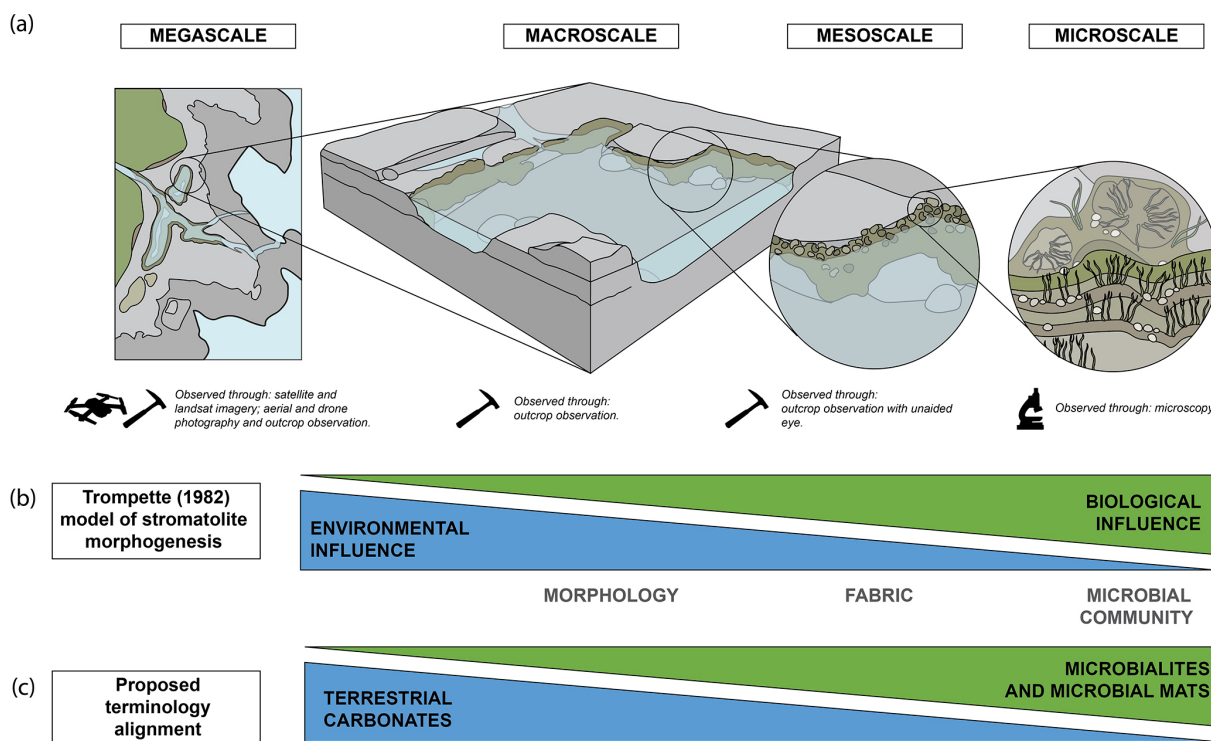 (a)
MEGASCALE
MACROSCALE
MESOSCALE
MICROSCALE
Observed through: satellite and
landsat imagery; aerial and drone
photography and outcrop observation.
Observed through:
outcrop observation.
Observed through:
outcrop observation with unaided
eye.
Observed through: microscopy
(b)
Trompette (1982)
model of stromatolite
morphogenesis
ENVIRONMENTAL
INFLUENCE
BIOLOGICAL
INFLUENCE
MORPHOLOGY
FABRIC
MICROBIAL
COMMUNITY
(c)
Proposed
terminology
alignment
TERRESTRIAL
CARBONATES
MICROBIALITES
AND MICROBIAL MATS